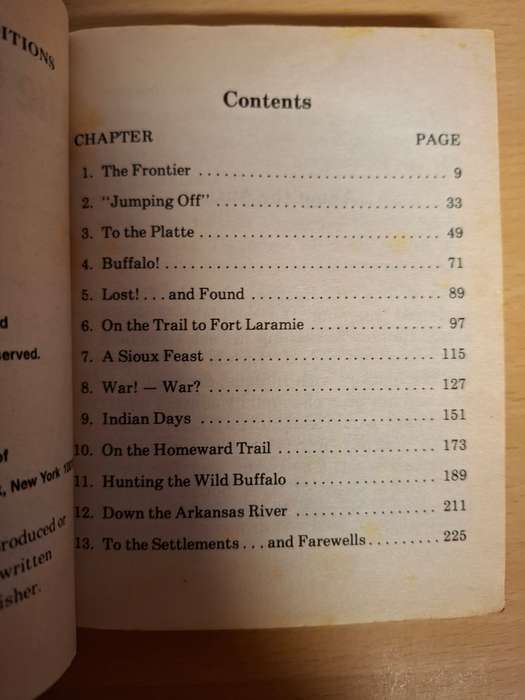 ITIONS
d
served.
of
, New York 100
roduced or
written
isher.
Contents
CHAPTER PAGE
1. The Frontier . . . . . . . . . . . . . . . . . . . . . . . . . . . . . 9
2. "Jumping Off" . . . . . . . . . . . . . . . . . . . . . . . . . . 33
3. To the Platte . . . . . . . . . . . . . . . . . . . . . . . . . . . . 49
4. Buffalo! . . . . . . . . . . . . . . . . . . . . . . . . . . . . . . . . 71
5. Lost! . . . and Found . . . . . . . . . . . . . . . . . . . . . . 89
6. On the Trail to Fort Laramie . . . . . . . . . . . . . . . 97
7. A Sioux Feast . . . . . . . . . . . . . . . . . . . . . . . . . . 115
8. War! — War? . . . . . . . . . . . . . . . . . . . . . . . . . . 127
9. Indian Days . . . . . . . . . . . . . . . . . . . . . . . . . . . . 151
10. On the Homeward Trail . . . . . . . . . . . . . . . . . . 173
11. Hunting the Wild Buffalo . . . . . . . . . . . . . . . . 189
12. Down the Arkansas River . . . . . . . . . . . . . . . . 211
13. To the Settlements . . . and Farewells . . . . . . . . . 225